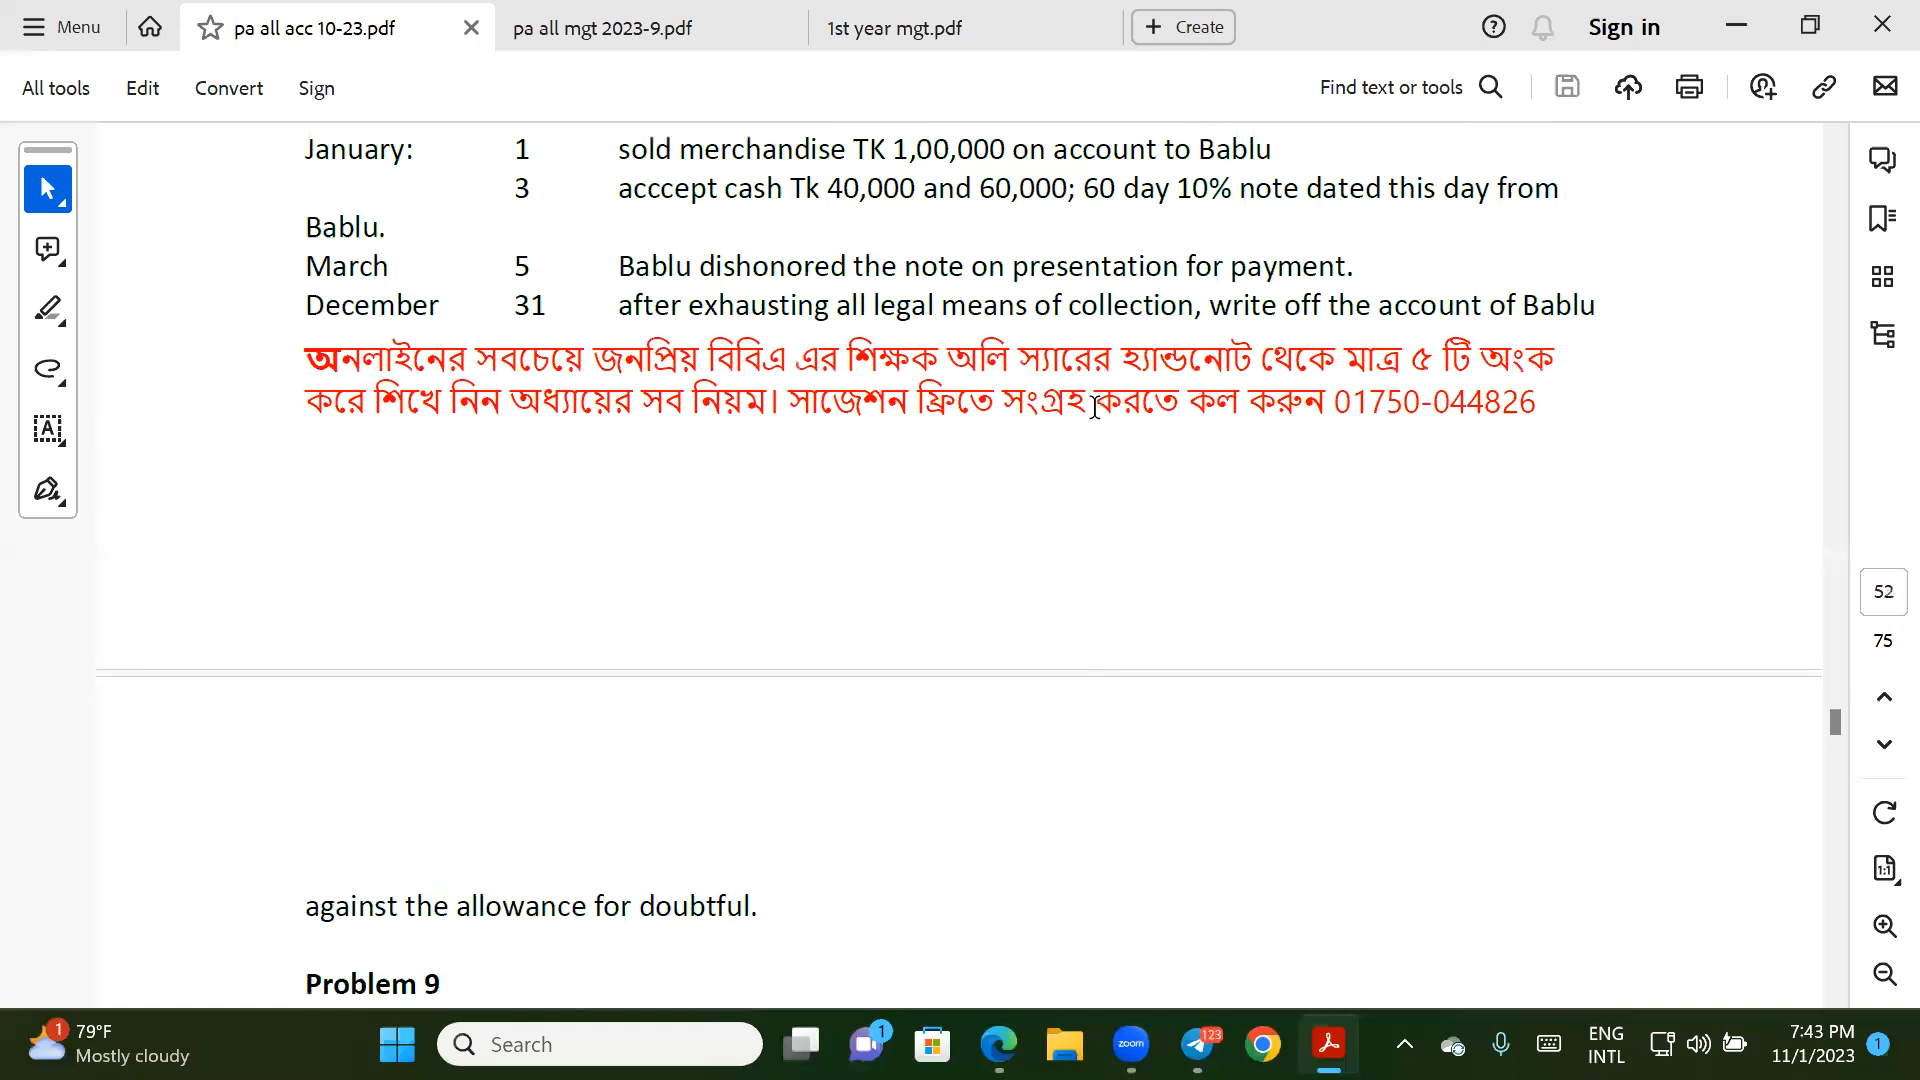 Menu
pa all acc 10-23.pdf
pa all mgt 2023-9.pdf
1st year mgt.pdf
Create
Sign in
All tools
Edit
Convert
Sign
Find text or tools
January: 1 sold merchandise TK 1,00,000 on account to Bablu
3 acccept cash Tk 40,000 and 60,000; 60 day 10% note dated this day from
Bablu.
March 5 Bablu dishonored the note on presentation for payment.
December 31 after exhausting all legal means of collection, write off the account of Bablu
অনলাইনের সবচেয়ে জনপ্রিয় বিবিএ এর শিক্ষক অলি স্যারের হ্যান্ডনোট থেকে মাত্র ৫ টি অংক
করে শিখে নিন অধ্যায়ের সব নিয়ম। সাজেশন ফ্রিতে সংগ্রহ করতে কল করুন 01750-044826
52
75
against the allowance for doubtful.
Problem 9
1
79°F
Mostly cloudy
Search
1
zoom
123
ENG
INTL
7:43 PM
11/1/2023
1